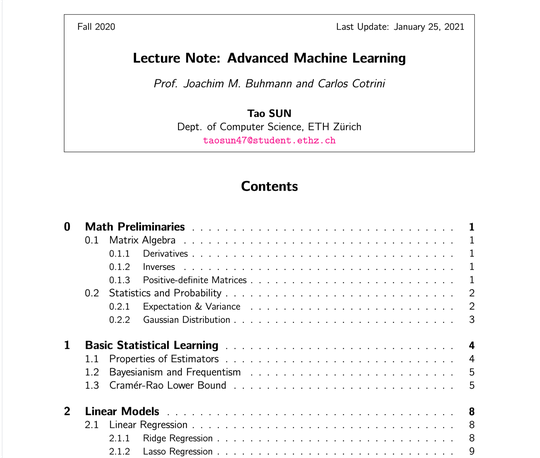 Fall 2020 Last Update: January 25, 2021
Lecture Note: Advanced Machine Learning
Prof. Joachim M. Buhmann and Carlos Cotrini
Tao SUN
Dept. of Computer Science, ETH Zürich
taosun47@student.ethz.ch
Contents
0 Math Preliminaries . . . . . . . . . . . . . . . . . . . . . . . . . . . . 1
0.1 Matrix Algebra . . . . . . . . . . . . . . . . . . . . . . . . . . . . 1
0.1.1 Derivatives . . . . . . . . . . . . . . . . . . . . . . . . . . . 1
0.1.2 Inverses . . . . . . . . . . . . . . . . . . . . . . . . . . . . 1
0.1.3 Positive-definite Matrices . . . . . . . . . . . . . . . . . . . . . 1
0.2 Statistics and Probability . . . . . . . . . . . . . . . . . . . . . . . . 2
0.2.1 Expectation & Variance . . . . . . . . . . . . . . . . . . . . . . 2
0.2.2 Gaussian Distribution . . . . . . . . . . . . . . . . . . . . . . . 3
1 Basic Statistical Learning . . . . . . . . . . . . . . . . . . . . . . . . 4
1.1 Properties of Estimators . . . . . . . . . . . . . . . . . . . . . . . . 4
1.2 Bayesianism and Frequentism . . . . . . . . . . . . . . . . . . . . . . 5
1.3 Cramér-Rao Lower Bound . . . . . . . . . . . . . . . . . . . . . . . . 5
2 Linear Models . . . . . . . . . . . . . . . . . . . . . . . . . . . . . . 8
2.1 Linear Regression . . . . . . . . . . . . . . . . . . . . . . . . . . . 8
2.1.1 Ridge Regression . . . . . . . . . . . . . . . . . . . . . . . . . 8
2.1.2 Lasso Regression . . . . . . . . . . . . . . . . . . . . . . . . . 9